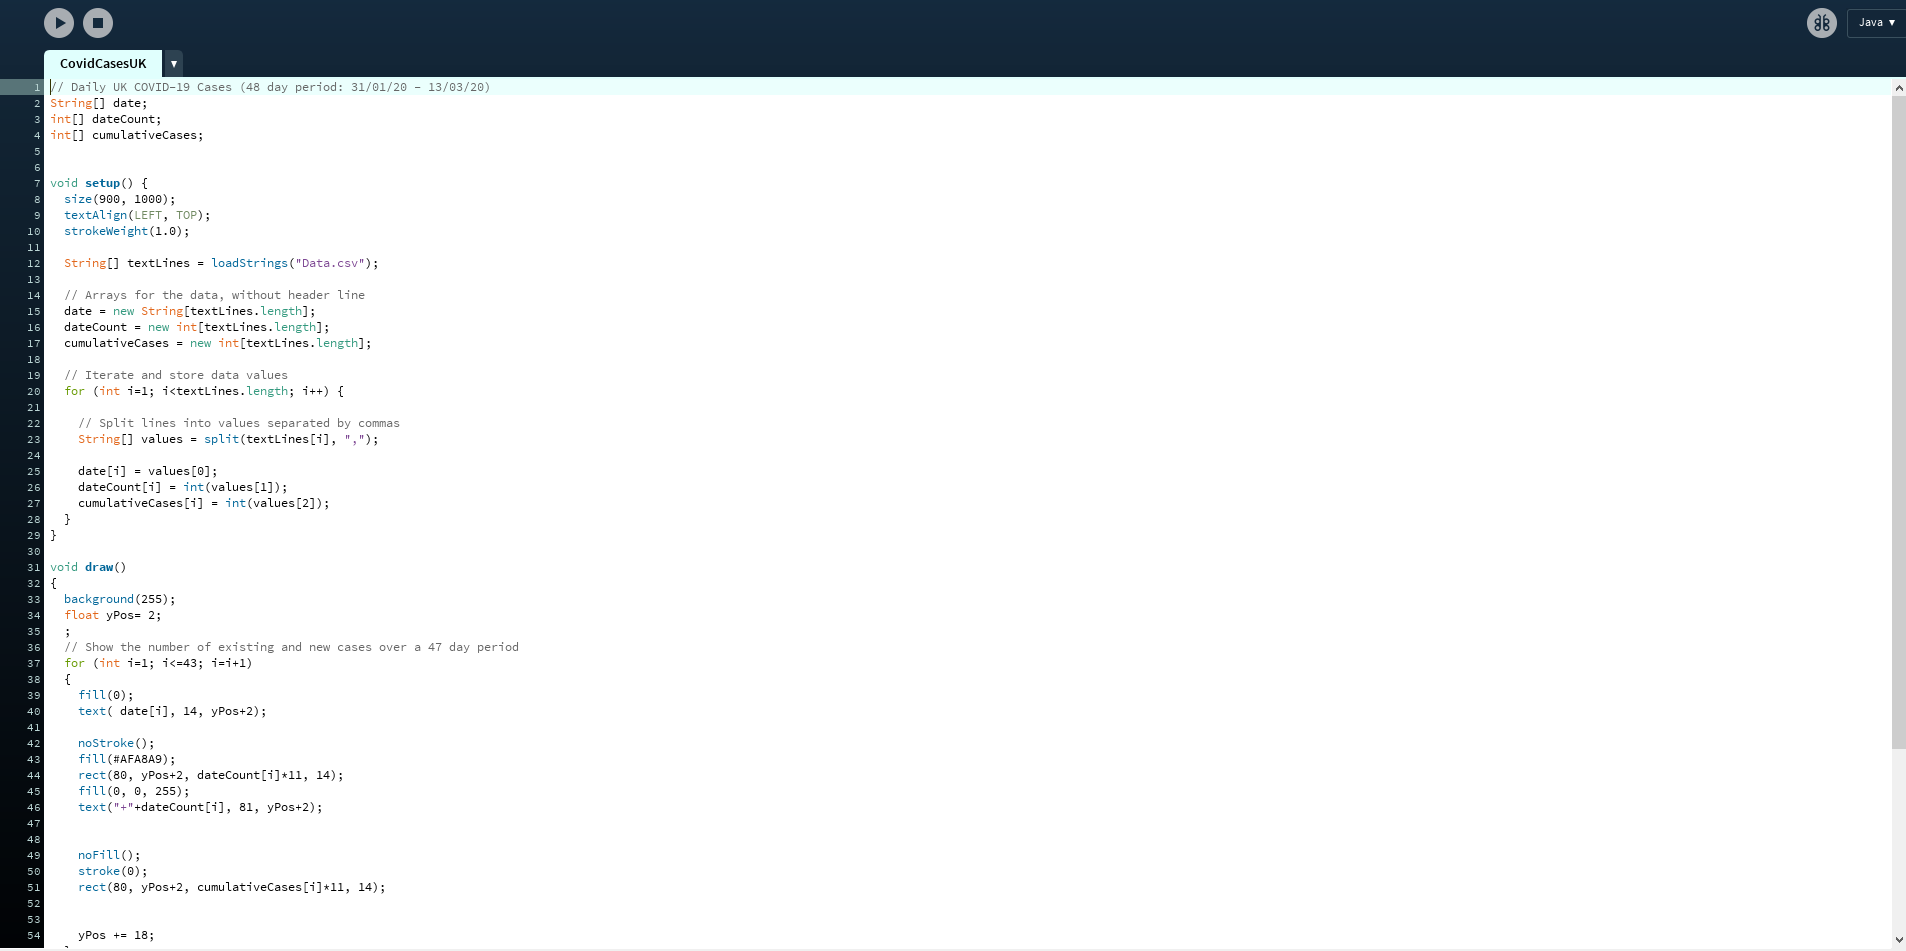 Java ▼
CovidCasesUK ▼
1 // Daily UK COVID-19 Cases (48 day period: 31/01/20 – 13/03/20)
2 String[] date;
3 int[] dateCount;
4 int[] cumulativeCases;
5
6
7 void setup() {
8   size(900, 1000);
9   textAlign(LEFT, TOP);
10   strokeWeight(1.0);
11
12   String[] textLines = loadStrings("Data.csv");
13
14   // Arrays for the data, without header line
15   date = new String[textLines.length];
16   dateCount = new int[textLines.length];
17   cumulativeCases = new int[textLines.length];
18
19   // Iterate and store data values
20   for (int i=1; i<textLines.length; i++) {
21
22     // Split lines into values separated by commas
23     String[] values = split(textLines[i], ",");
24
25     date[i] = values[0];
26     dateCount[i] = int(values[1]);
27     cumulativeCases[i] = int(values[2]);
28   }
29 }
30
31 void draw()
32 {
33   background(255);
34   float yPos= 2;
35   ;
36   // Show the number of existing and new cases over a 47 day period
37   for (int i=1; i<=43; i=i+1)
38   {
39     fill(0);
40     text( date[i], 14, yPos+2);
41
42     noStroke();
43     fill(#AFA8A9);
44     rect(80, yPos+2, dateCount[i]*11, 14);
45     fill(0, 0, 255);
46     text("+"+dateCount[i], 81, yPos+2);
47
48
49     noFill();
50     stroke(0);
51     rect(80, yPos+2, cumulativeCases[i]*11, 14);
52
53
54     yPos += 18;